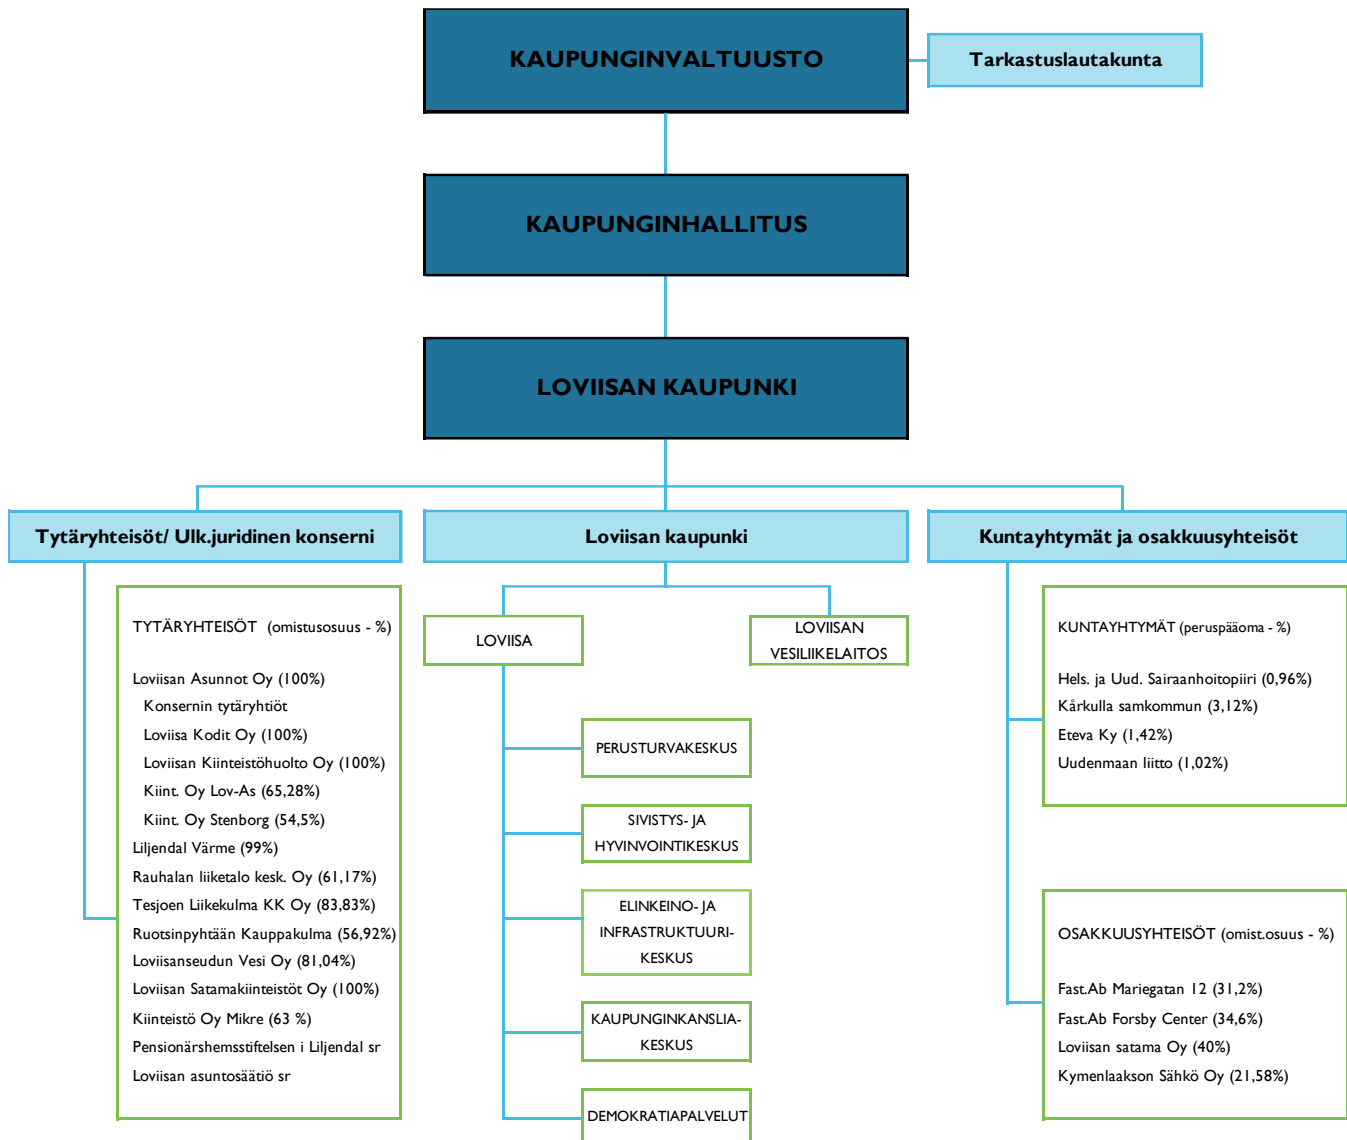 KAUPUNGINVALTUUSTO
Tarkastuslautakunta
KAUPUNGINHALLITUS
LOVIISAN KAUPUNKI
Tytäryhteisöt/ Ulk.juridinen konserni
TYTÄRYHTEISÖT (omistusosuus - %)
Loviisan Asunnot Oy (100%)
Konsernin tytäryhtiöt
Loviisa Kodit Oy (100%)
Loviisan Kiinteistöhuolto Oy (100%)
Kiint. Oy Lov-As (65,28%)
Kiint. Oy Stenborg (54,5%)
Liljendal Värme (99%)
Rauhalan liiketalo kesk. Oy (61,17%)
Tesjoen Liikekulma KK Oy (83,83%)
Ruotsinpyhtään Kauppakulma (56,92%)
Loviisanseudun Vesi Oy (81,04%)
Loviisan Satamakiinteistöt Oy (100%)
Kiinteistö Oy Mikre (63 %)
Pensionärshemsstiftelsen i Liljendal sr
Loviisan asuntosäätiö sr
Loviisan kaupunki
LOVIISA
LOVIISAN
VESILIIKELAITOS
PERUSTURVAKESKUS
SIVISTYS- JA
HYVINVOINTIKESKUS
ELINKEINO- JA
INFRASTRUKTUURI-
KESKUS
KAUPUNGINKANSLIA-
KESKUS
DEMOKRATIAPALVELUT
Kuntayhtymät ja osakkuusyhteisöt
KUNTAYHTYMÄT (peruspääoma - %)
Hels. ja Uud. Sairaanhoitopiiri (0,96%)
Kårkulla samkommun (3,12%)
Eteva Ky (1,42%)
Uudenmaan liitto (1,02%)
OSAKKUUSYHTEISÖT (omist.osuus - %)
Fast.Ab Mariegatan 12 (31,2%)
Fast.Ab Forsby Center (34,6%)
Loviisan satama Oy (40%)
Kymenlaakson Sähkö Oy (21,58%)